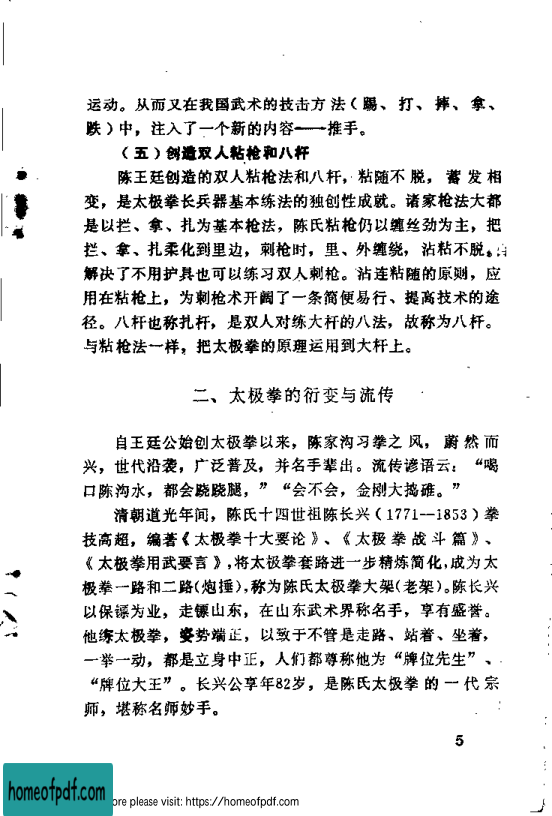 运动。从而又在我国武术的技击方法（踢、打、摔、拿、
跌）中，注入了一个新的内容——推手。
（五）创造双人粘枪和八杆
陈王廷创造的双人粘枪法和八杆，粘随不脱，蓄发相
变，是太极拳长兵器基本练法的独创性成就。诸家枪法大都
是以拦、拿、扎为基本枪法，陈氏粘枪仍以缠丝劲为主，把
拦、拿、扎柔化到里边，刺枪时，里、外缠绕，沾粘不脱。
解决了不用护具也可以练习双人刺枪。沾连粘随的原则，应
用在粘枪上，为刺枪术开阔了一条简便易行、提高技术的途
径。八杆也称扎杆，是双人对练大杆的八法，故称为八杆。
与粘枪法一样，把太极拳的原理运用到大杆上。
二、太极拳的衍变与流传
自王廷公始创太极拳以来，陈家沟习拳之风，蔚然而
兴，世代沿袭，广泛普及，并名手辈出。流传谚语云：“喝
口陈沟水，都会跷跷腿，”“会不会，金刚大捣碓。”
清朝道光年间，陈氏十四世祖陈长兴（1771—1853）拳
技高超，编著《太极拳十大要论》、《太极拳战斗篇》、
《太极拳用武要言》，将太极拳套路进一步精炼简化，成为太
极拳一路和二路（炮捶），称为陈氏太极拳大架（老架）。陈长兴
以保镖为业，走镖山东，在山东武术界称名手，享有盛誉。
他练太极拳，姿势端正，以致于不管是走路、站着、坐着，
一举一动，都是立身中正，人们都尊称他为“牌位先生”、
“牌位大王”。长兴公享年82岁，是陈氏太极拳的一代宗
师，堪称名师妙手。
5
homeofpdf.com
ore please visit: https://homeofpdf.com